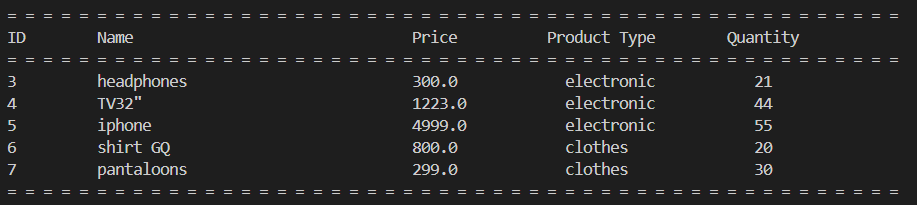 = = = = = = = = = = = = = = = = = = = = = = = = = = = = = = = = = = = = = = = = = = = = = = = = = =
ID Name Price Product Type Quantity
= = = = = = = = = = = = = = = = = = = = = = = = = = = = = = = = = = = = = = = = = = = = = = = = = =
3 headphones 300.0 electronic 21
4 TV32" 1223.0 electronic 44
5 iphone 4999.0 electronic 55
6 shirt GQ 800.0 clothes 20
7 pantaloons 299.0 clothes 30
= = = = = = = = = = = = = = = = = = = = = = = = = = = = = = = = = = = = = = = = = = = = = = = = = =